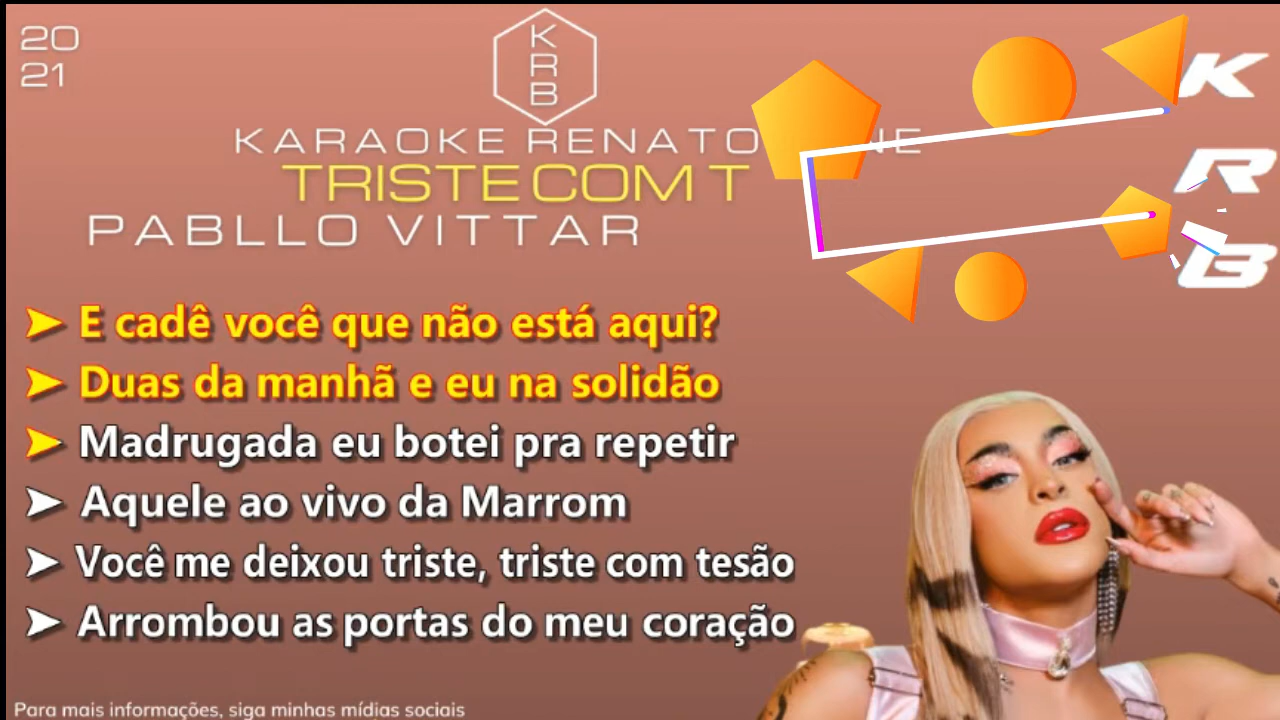 20
21
K
R
B
KARAOKE RENATO
TRISTE COM T
PABLLO VITTAR
E cadê você que não está aqui?
Duas da manhã e eu na solidão
Madrugada eu botei pra repetir
Aquele ao vivo da Marrom
Você me deixou triste, triste com tesão
Arrombou as portas do meu coração
Para mais informações, siga minhas mídias sociais
K
R
B